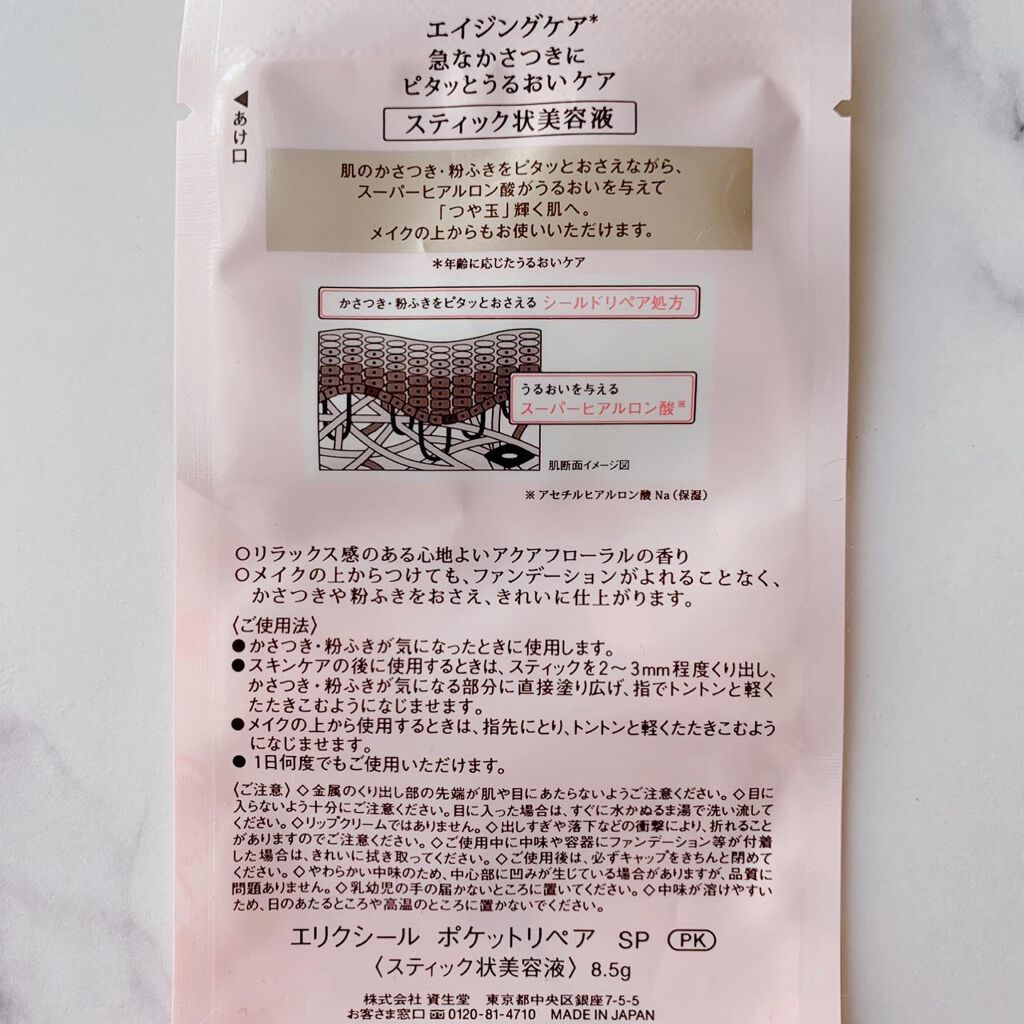 エイジングケア*
急なかさつきに
ピタッとうるおいケア
スティック状美容液
◀あけ口
肌のかさつき・粉ふきをピタッとおさえながら、
スーパーヒアルロン酸がうるおいを与えて
「つや玉」輝く肌へ。
メイクの上からもお使いいただけます。
*年齢に応じたうるおいケア
かさつき・粉ふきをピタッとおさえる シールドリペア処方
うるおいを与える
スーパーヒアルロン酸※
肌断面イメージ図
※アセチルヒアルロン酸Na(保湿)
○リラックス感のある心地よいアクアフローラルの香り
○メイクの上からつけても、ファンデーションがよれることなく、
かさつきや粉ふきをおさえ、きれいに仕上がります。
〈ご使用法〉
●かさつき・粉ふきが気になったときに使用します。
●スキンケアの後に使用するときは、スティックを2〜3mm程度くり出し、
かさつき・粉ふきが気になる部分に直接塗り広げ、指でトントンと軽く
たたきこむようになじませます。
●メイクの上から使用するときは、指先にとり、トントンと軽くたたきこむよう
になじませます。
●1日何度でもご使用いただけます。
〈ご注意〉◇金属のくり出し部の先端が肌や目にあたらないようご注意ください。◇目に
入らないよう十分にご注意ください。目に入った場合は、すぐに水かぬるま湯で洗い流して
ください。◇リップクリームではありません。◇出しすぎや落下などの衝撃により、折れること
がありますのでご注意ください。◇ご使用中に中味や容器にファンデーション等が付着
した場合は、きれいに拭き取ってください。◇ご使用後は、必ずキャップをきちんと閉めて
ください。◇やわらかい中味のため、中心部に凹みが生じている場合がありますが、品質に
問題ありません。◇乳幼児の手の届かないところに置いてください。◇中味が溶けやすい
ため、日のあたるところや高温のところに置かないでください。
エリクシール ポケットリペア SP PK
〈スティック状美容液〉8.5g
株式会社 資生堂 東京都中央区銀座7-5-5
お客さま窓口 0120-81-4710 MADE IN JAPAN